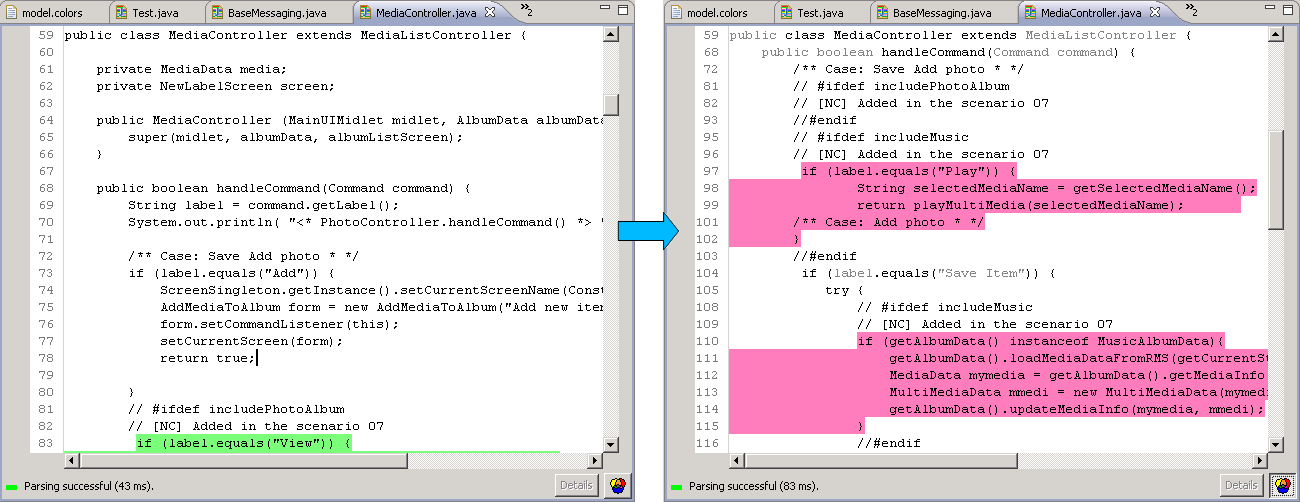 model.colors Test.java BaseMessaging.java MediaController.java »2
59 public class MediaController extends MediaListController {
60
61 private MediaData media;
62 private NewLabelScreen screen;
63
64 public MediaController (MainUIMidlet midlet, AlbumData albumData
65 super(midlet, albumData, albumListScreen);
66 }
67
68 public boolean handleCommand(Command command) {
69 String label = command.getLabel();
70 System.out.println( "<* PhotoController.handleCommand() *> "
71
72 /** Case: Save Add photo * */
73 if (label.equals("Add")) {
74 ScreenSingleton.getInstance().setCurrentScreenName(Const
75 AddMediaToAlbum form = new AddMediaToAlbum("Add new item
76 form.setCommandListener(this);
77 setCurrentScreen(form);
78 return true;
79
80 }
81 // #ifdef includePhotoAlbum
82 // [NC] Added in the scenario 07
83 if (label.equals("View")) {
Parsing successful (43 ms). Details
model.colors Test.java BaseMessaging.java MediaController.java »2
59 public class MediaController extends MediaListController {
68 public boolean handleCommand(Command command) {
72 /** Case: Save Add photo * */
81 // #ifdef includePhotoAlbum
82 // [NC] Added in the scenario 07
93 //#endif
95 // #ifdef includeMusic
96 // [NC] Added in the scenario 07
97 if (label.equals("Play")) {
98 String selectedMediaName = getSelectedMediaName();
99 return playMultiMedia(selectedMediaName);
101 /** Case: Add photo * */
102 }
103 //#endif
104 if (label.equals("Save Item")) {
105 try {
108 // #ifdef includeMusic
109 // [NC] Added in the scenario 07
110 if (getAlbumData() instanceof MusicAlbumData){
111 getAlbumData().loadMediaDataFromRMS(getCurrentSt
112 MediaData mymedia = getAlbumData().getMediaInfo
113 MultiMediaData mmedi = new MultiMediaData(mymedi
114 getAlbumData().updateMediaInfo(mymedia, mmedi);
115 }
116 //#endif
Parsing successful (83 ms). Details